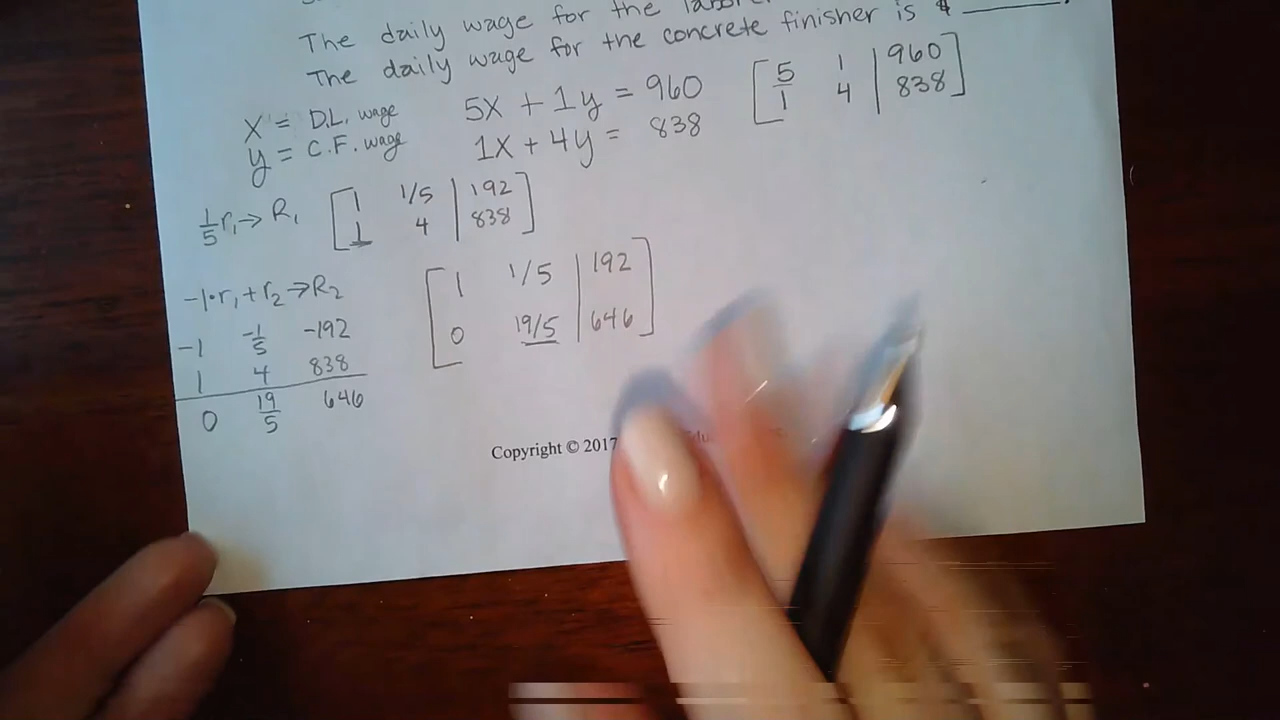 The daily wage for the
The daily wage for the concrete finisher is $ ______.
x = D.L. wage
y = C.F. wage
5x + 1y = 960
1x + 4y = 838
5 1 | 960
1 4 | 838
1/5 r₁ → R₁
1 1/5 | 192
1 4 | 838
-1·r₁ + r₂ → R₂
-1 -1/5 -192
1 4 838
0 19/5 646
1 1/5 | 192
0 19/5 | 646
Copyright © 2017